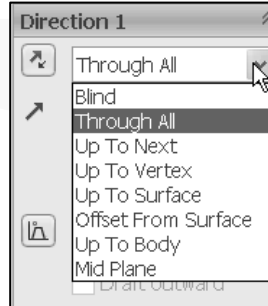 Direction 1
Through All
Blind
Through All
Up To Next
Up To Vertex
Up To Surface
Offset From Surface
Up To Body
Mid Plane
Draft outward